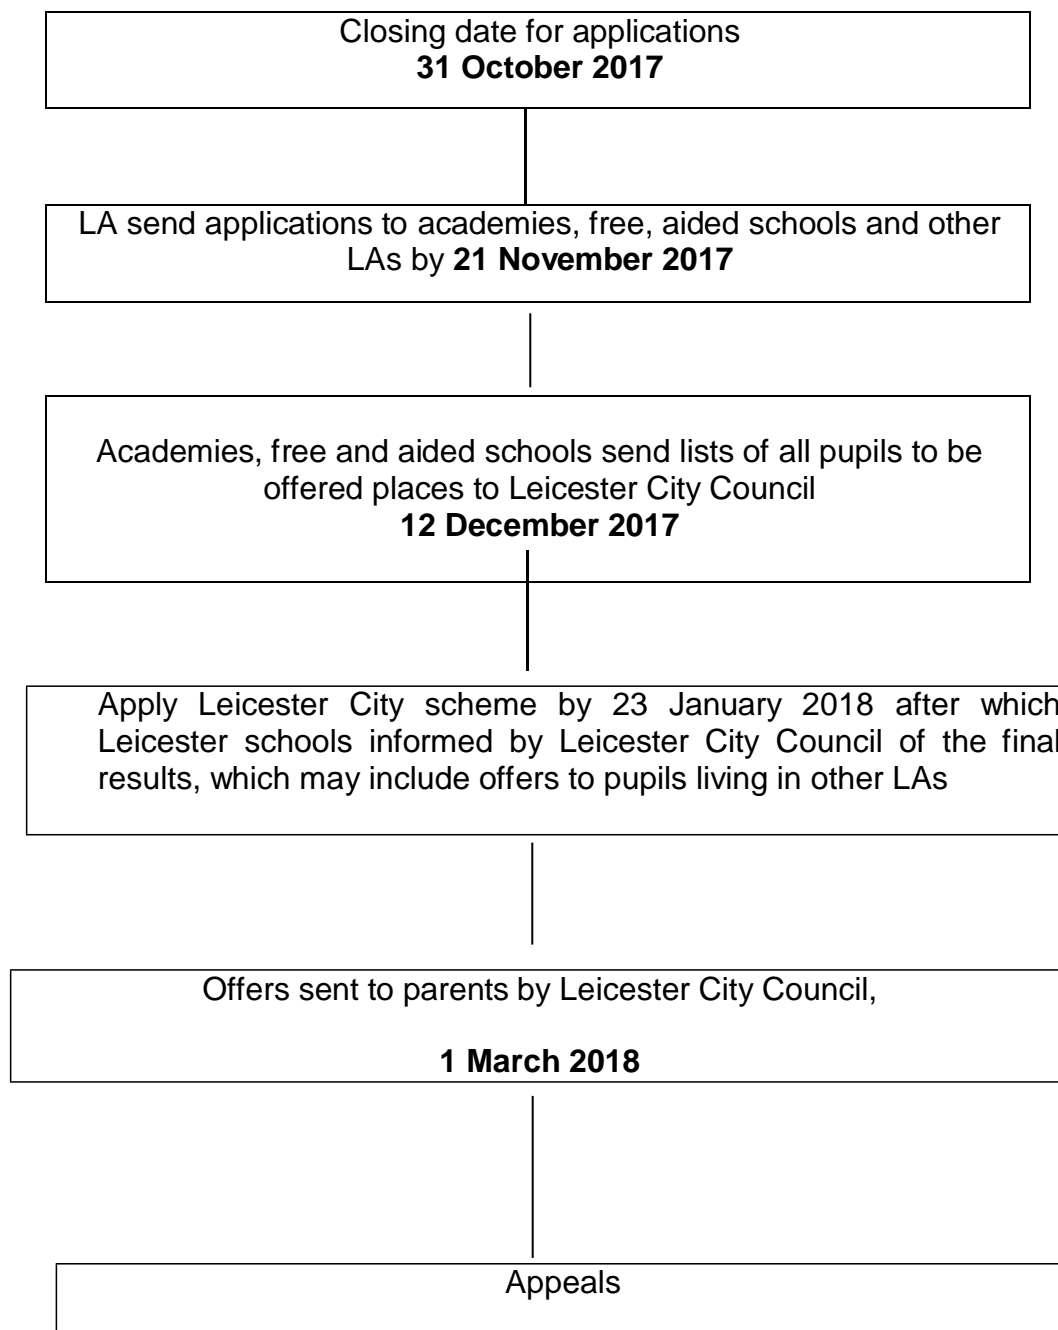 Closing date for applications
31 October 2017
LA send applications to academies, free, aided schools and other
LAs by 21 November 2017
Academies, free and aided schools send lists of all pupils to be
offered places to Leicester City Council
12 December 2017
Apply Leicester City scheme by 23 January 2018 after which
Leicester schools informed by Leicester City Council of the final
results, which may include offers to pupils living in other LAs
Offers sent to parents by Leicester City Council,
1 March 2018
Appeals